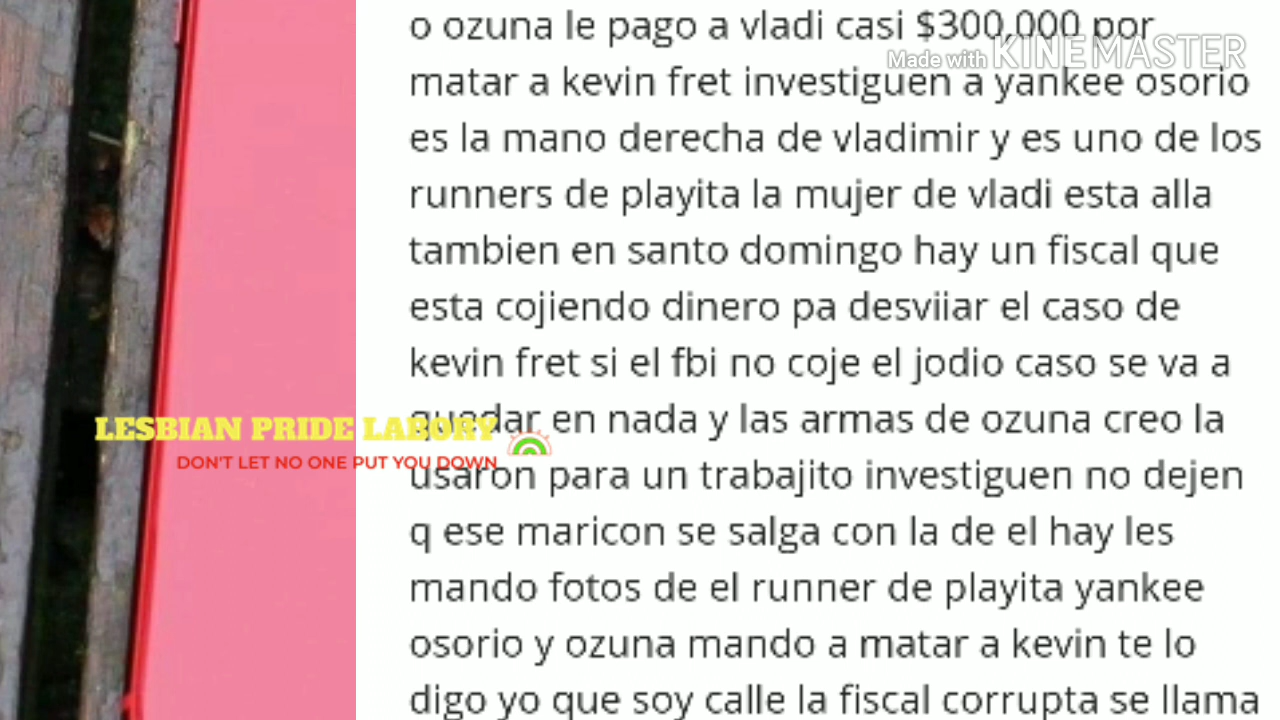 o ozuna le pago a vladi casi $300,000 por
Made with KINEMASTER
matar a kevin fret investiguen a yankee osorio
es la mano derecha de vladimir y es uno de los
runners de playita la mujer de vladi esta alla
tambien en santo domingo hay un fiscal que
esta cojiendo dinero pa desviiar el caso de
kevin fret si el fbi no coje el jodio caso se va a
quedar en nada y las armas de ozuna creo la
LESBIAN PRIDE LABORY
DON'T LET NO ONE PUT YOU DOWN
usaron para un trabajito investiguen no dejen
q ese maricon se salga con la de el hay les
mando fotos de el runner de playita yankee
osorio y ozuna mando a matar a kevin te lo
digo yo que soy calle la fiscal corrupta se llama